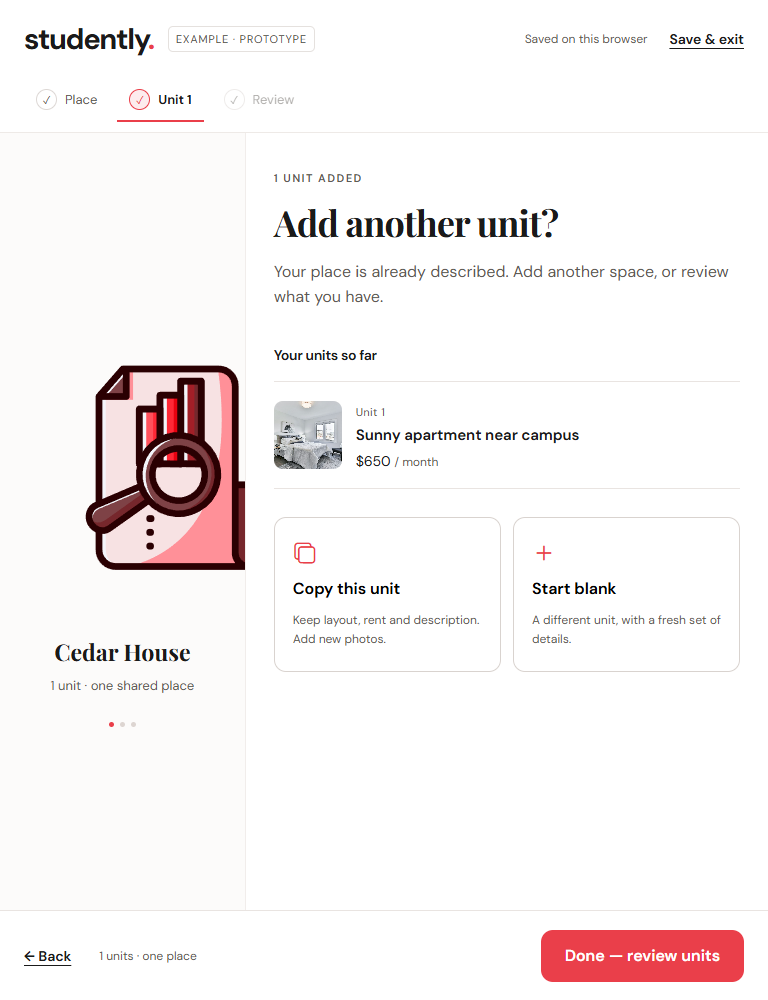 studently.
EXAMPLE · PROTOTYPE
Saved on this browser
Save & exit
✓ Place
✓ Unit 1
✓ Review
1 UNIT ADDED
Add another unit?
Your place is already described. Add another space, or review
what you have.
Your units so far
Unit 1
Sunny apartment near campus
$650 / month
Copy this unit
Keep layout, rent and description.
Add new photos.
Start blank
A different unit, with a fresh set of
details.
Cedar House
1 unit · one shared place
← Back
1 units · one place
Done — review units